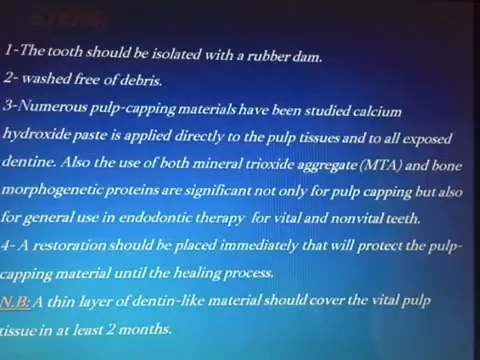 STEPS:
1-The tooth should be isolated with a rubber dam.
2- washed free of debris.
3-Numerous pulp-capping materials have been studied calcium
hydroxide paste is applied directly to the pulp tissues and to all exposed
dentine. Also the use of both mineral trioxide aggregate (MTA) and bone
morphogenetic proteins are significant not only for pulp capping but also
for general use in endodontic therapy for vital and nonvital teeth.
4- A restoration should be placed immediately that will protect the pulp-
capping material until the healing process.
N.B: A thin layer of dentin-like material should cover the vital pulp
tissue in at least 2 months.